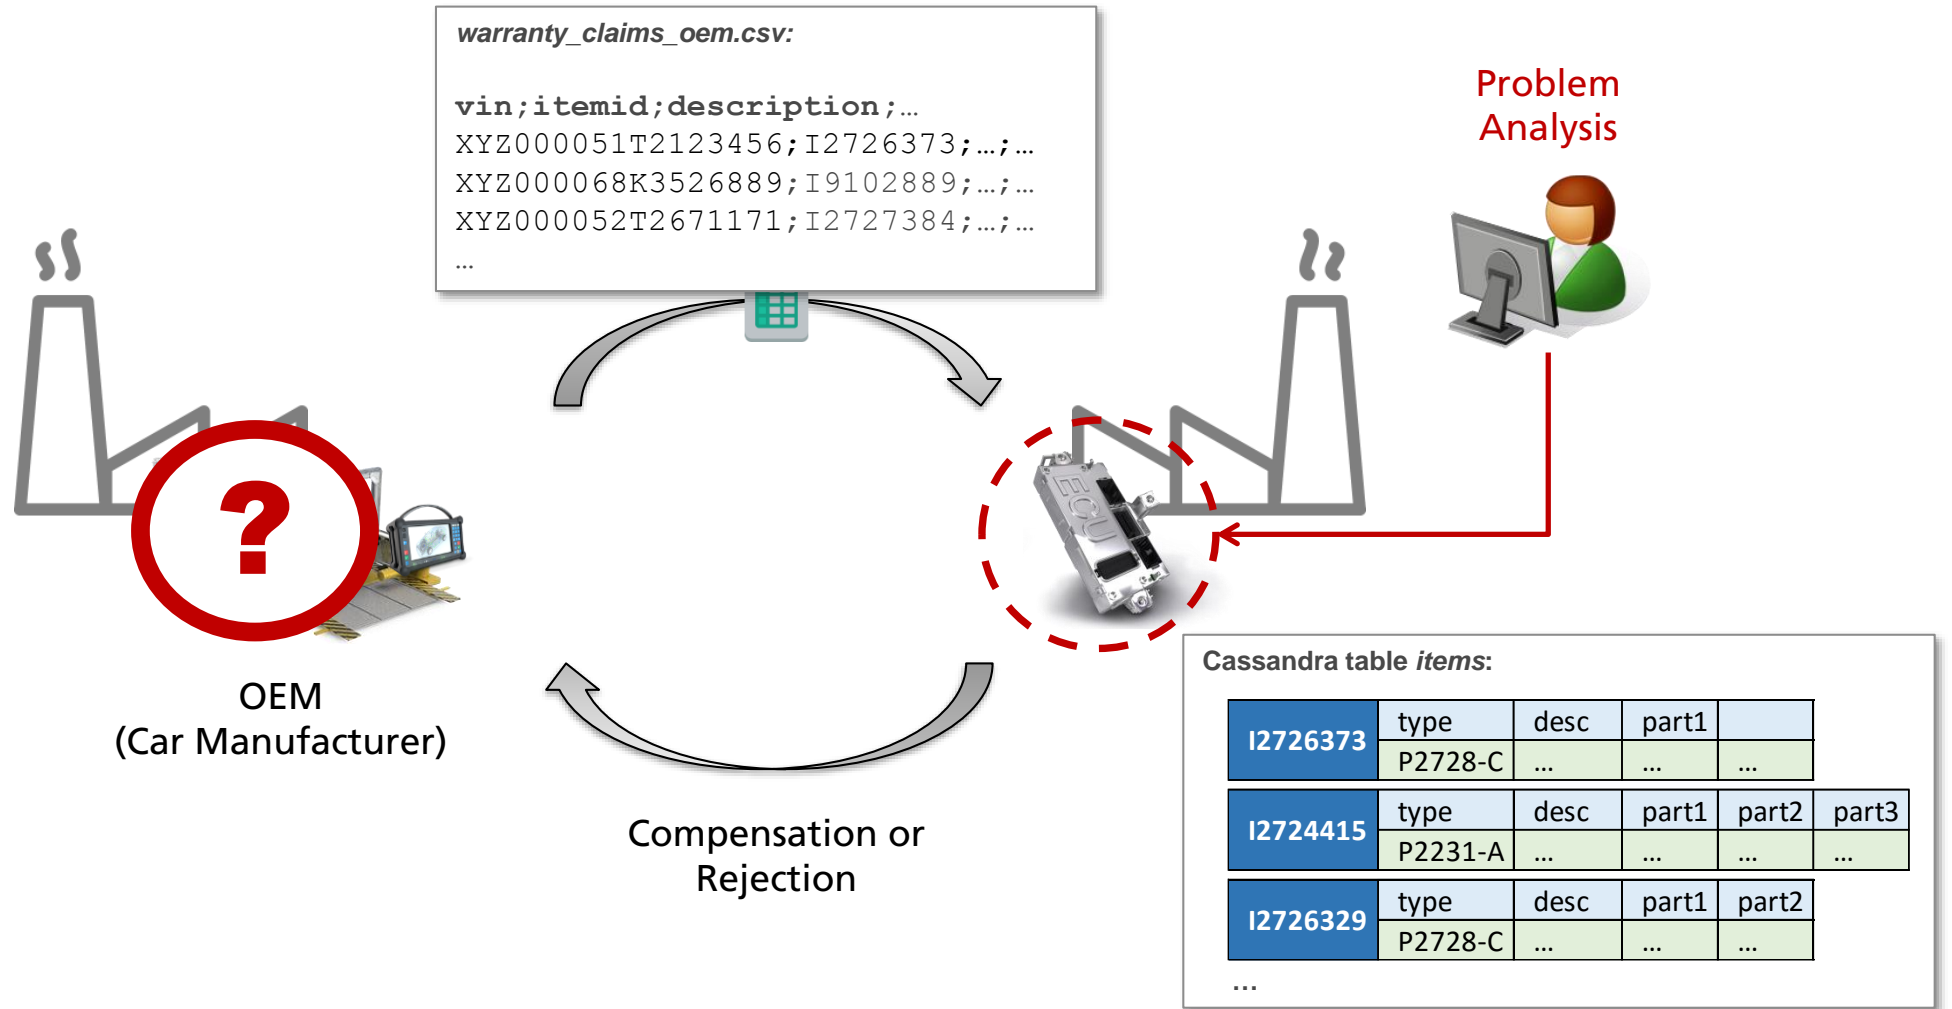 warranty_claims_oem.csv:
vin;itemid;description;…
XYZ000051T2123456;I2726373;…;…
XYZ000068K3526889;I9102889;…;…
XYZ000052T2671171;I2727384;…;…
…
Problem
Analysis
?
ECU
OEM
(Car Manufacturer)
Compensation or
Rejection
Cassandra table items:
I2726373 type desc part1
P2728-C … … …
I2724415 type desc part1 part2 part3
P2231-A … … … …
I2726329 type desc part1 part2
P2728-C … … …
…